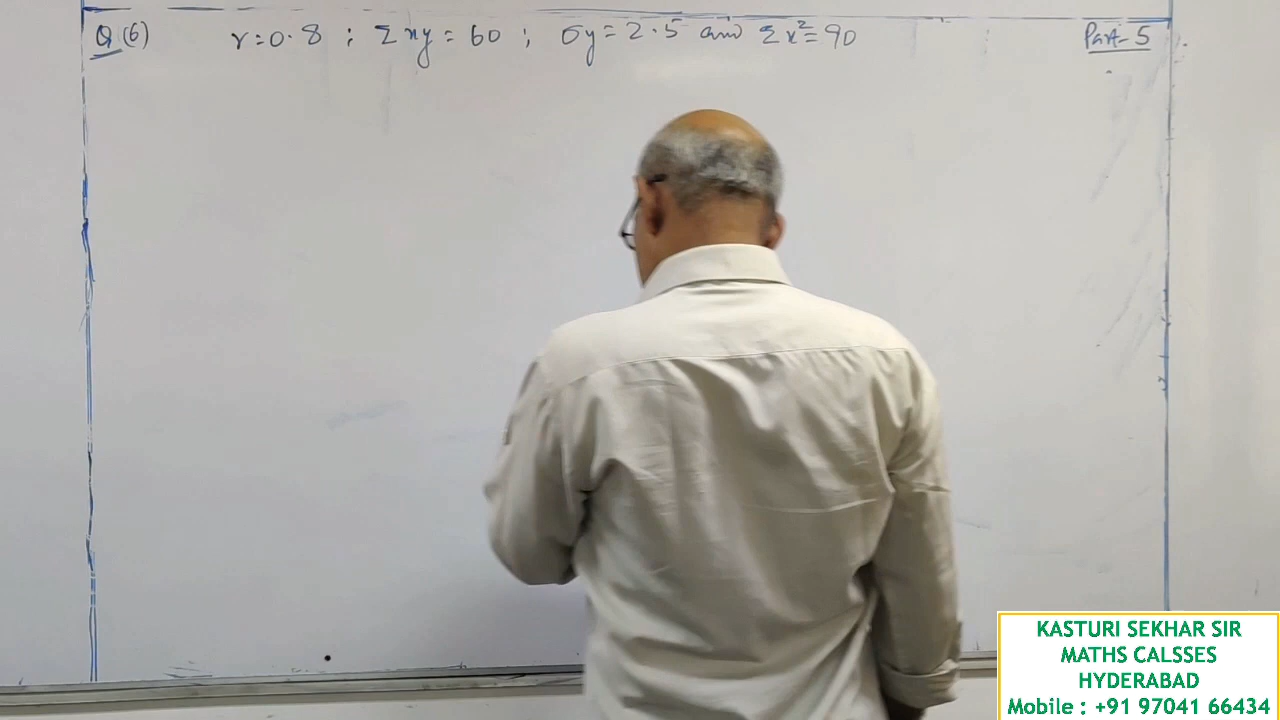 Q (6) r = 0.8 ; Σxy = 60 ; σy = 2.5 and Σx² = 90 Part-5
KASTURI SEKHAR SIR
MATHS CALSSES
HYDERABAD
Mobile : +91 97041 66434